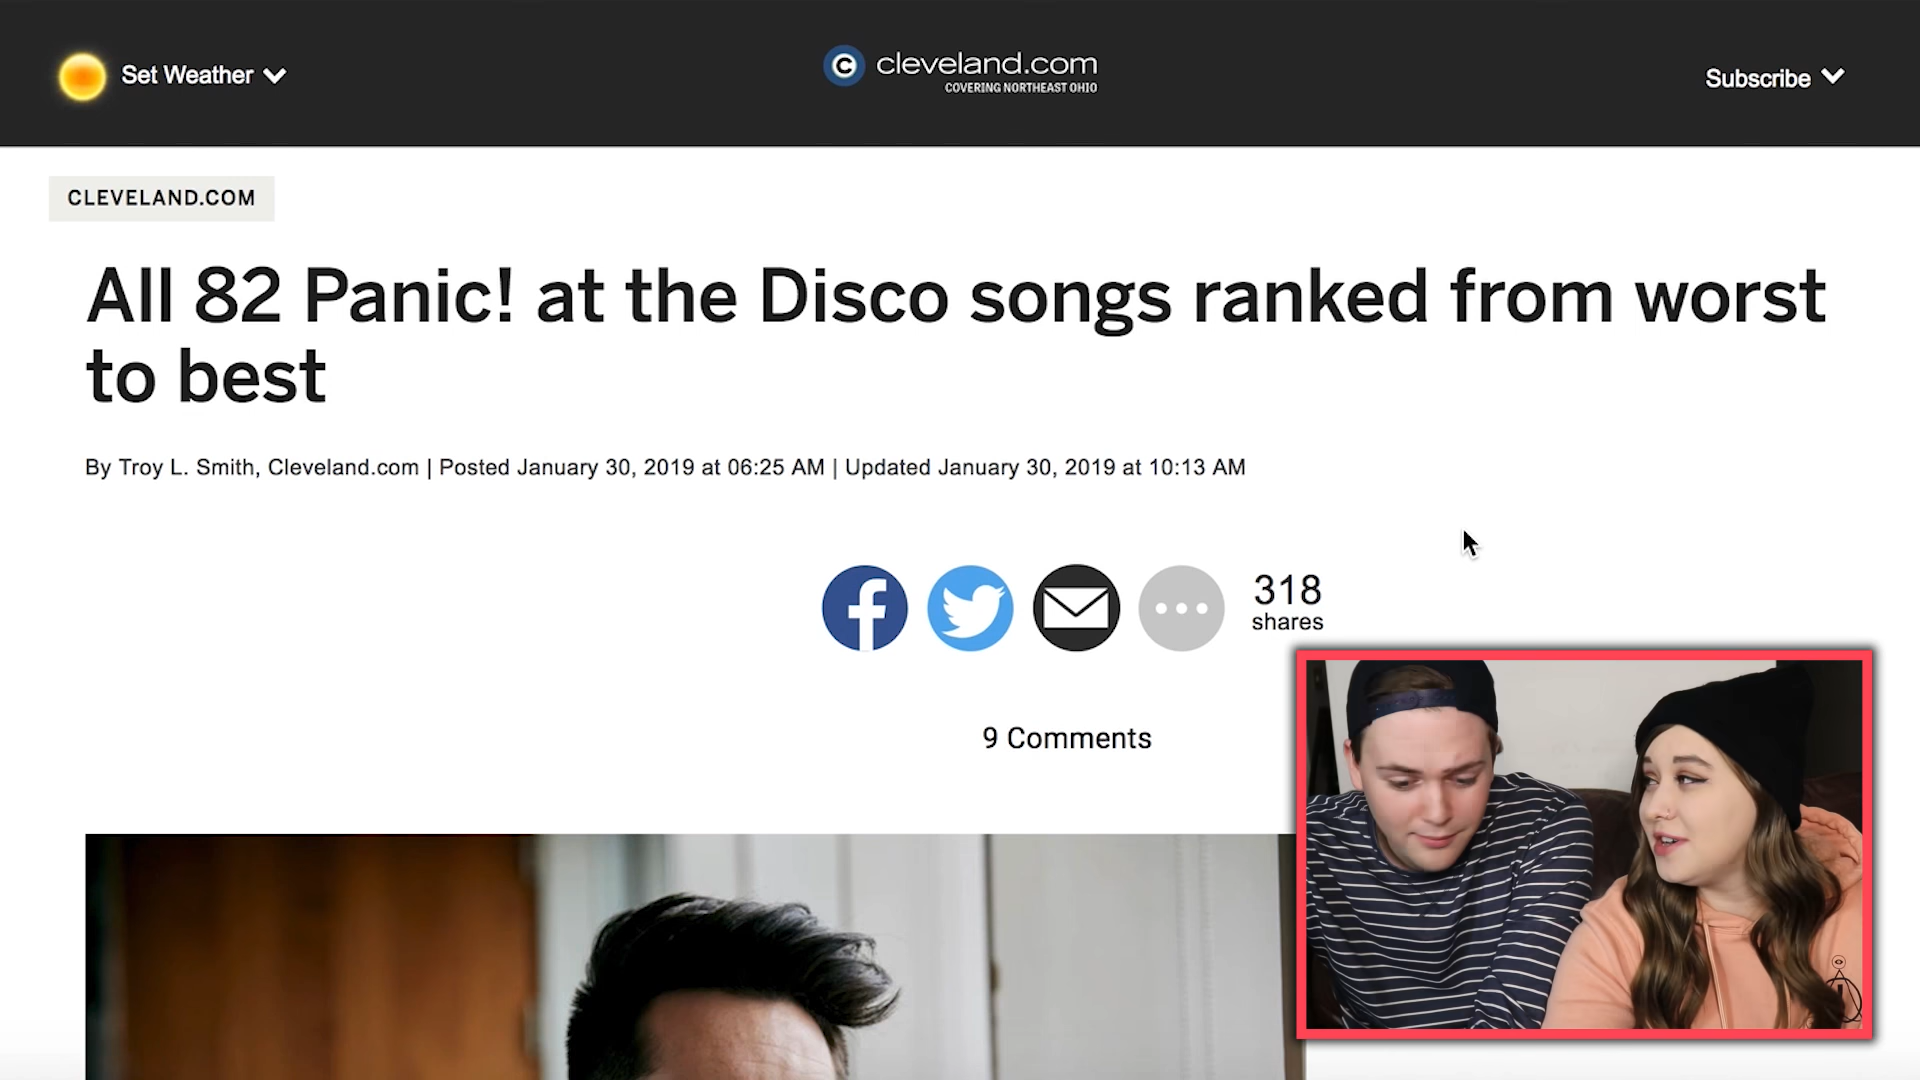 Set Weather
cleveland.com
COVERING NORTHEAST OHIO
Subscribe
CLEVELAND.COM
All 82 Panic! at the Disco songs ranked from worst
to best
By Troy L. Smith, Cleveland.com | Posted January 30, 2019 at 06:25 AM | Updated January 30, 2019 at 10:13 AM
318
shares
9 Comments